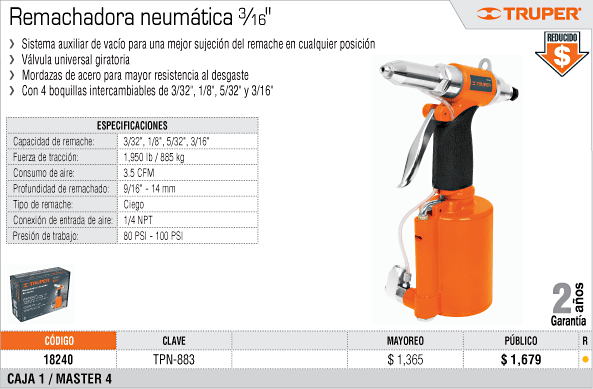 Remachadora neumática 3⁄16"
TRUPER®
REDUCIDO
$
❯ Sistema auxiliar de vacío para una mejor sujeción del remache en cualquier posición
❯ Válvula universal giratoria
❯ Mordazas de acero para mayor resistencia al desgaste
❯ Con 4 boquillas intercambiables de 3/32", 1/8", 5/32" y 3/16"
TRUPER
ESPECIFICACIONES
Capacidad de remache: 3/32", 1/8", 5/32", 3/16"
Fuerza de tracción: 1,950 lb / 885 kg
Consumo de aire: 3.5 CFM
Profundidad de remachado: 9/16" - 14 mm
Tipo de remache: Ciego
Conexión de entrada de aire: 1/4 NPT
Presión de trabajo: 80 PSI - 100 PSI
TRUPER
2 años
Garantía
CÓDIGO CLAVE MAYOREO PÚBLICO R
18240 TPN-883 $ 1,365 $ 1,679
CAJA 1 / MASTER 4